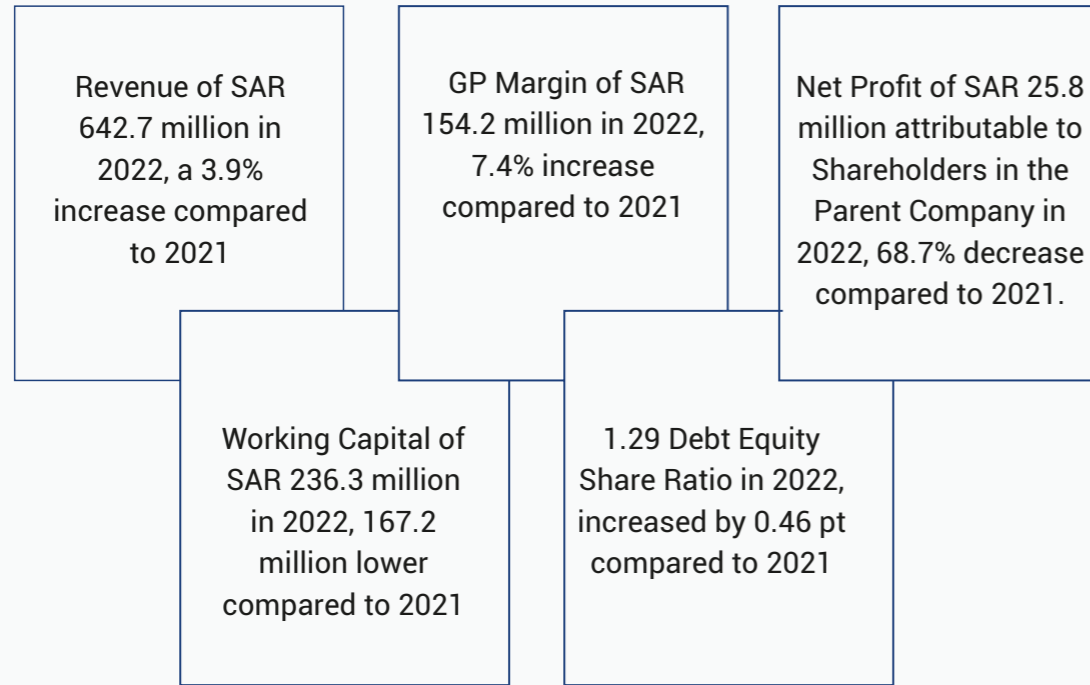 Revenue of SAR
642.7 million in
2022, a 3.9%
increase compared
to 2021
GP Margin of SAR
154.2 million in 2022,
7.4% increase
compared to 2021
Net Profit of SAR 25.8
million attributable to
Shareholders in the
Parent Company in
2022, 68.7% decrease
compared to 2021.
Working Capital of
SAR 236.3 million
in 2022, 167.2
million lower
compared to 2021
1.29 Debt Equity
Share Ratio in 2022,
increased by 0.46 pt
compared to 2021